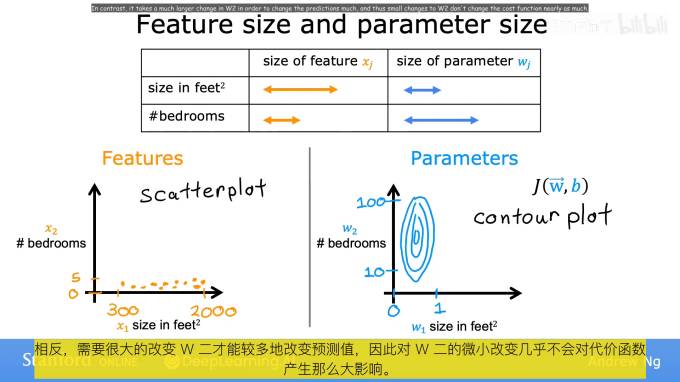 In contrast, it takes a much larger change in W2 in order to change the predictions much, and thus small changes to W2 don't change the cost function nearly as much.
Feature size and parameter size
bilibili
size of feature xⱼ
size of parameter wⱼ
size in feet²
#bedrooms
Features
scatterplot
x₂
# bedrooms
5
0
300
2000
x₁ size in feet²
Parameters
J(w⃗, b)
contour plot
100
w₂
# bedrooms
10
0
1
w₁ size in feet²
相反，需要很大的改变 W 二才能较多地改变预测值，因此对 W 二的微小改变几乎不会对代价函数
产生那么大影响。
Stanford ONLINE
DeepLearning
Andrew Ng